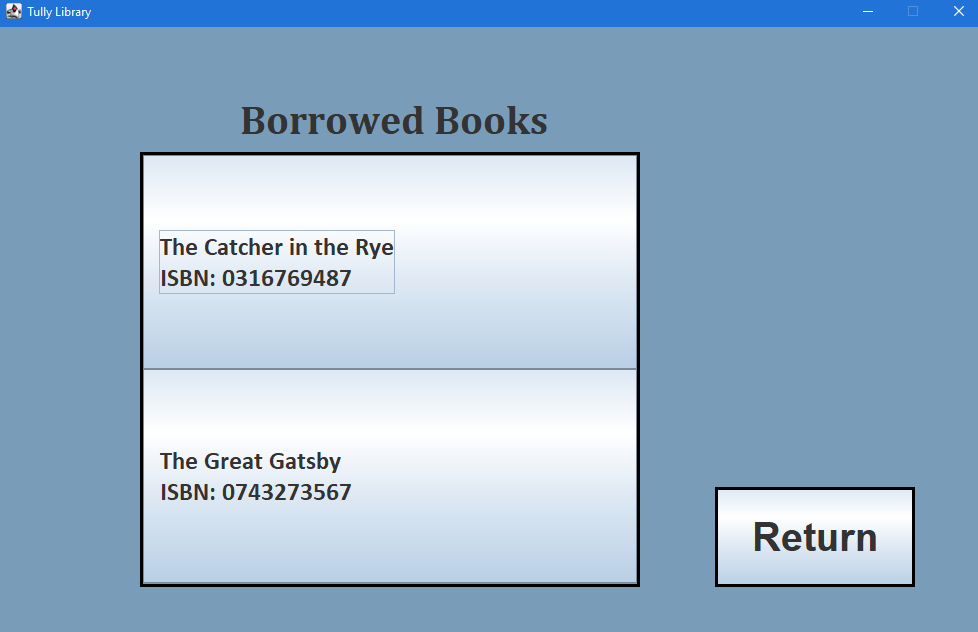 Tully Library
Borrowed Books
The Catcher in the Rye
ISBN: 0316769487
The Great Gatsby
ISBN: 0743273567
Return